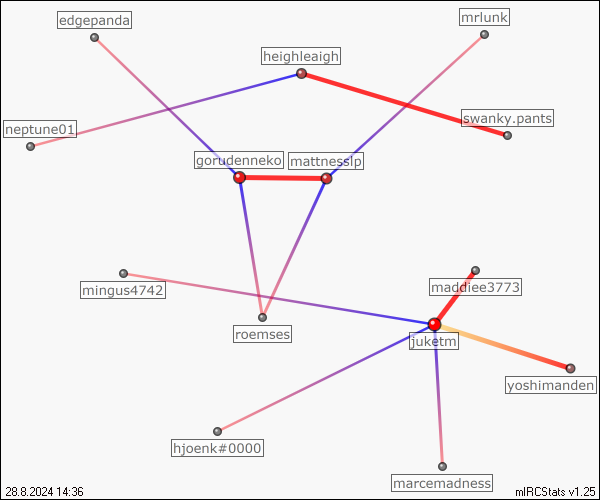 edgepanda
mrlunk
heighleaigh
swanky.pants
neptune01
gorudenneko
mattnesslp
mingus4742
maddiee3773
roemses
juketm
yoshimanden
hjoenk#0000
marcemadness
28.8.2024 14:36
mIRCStats v1.25